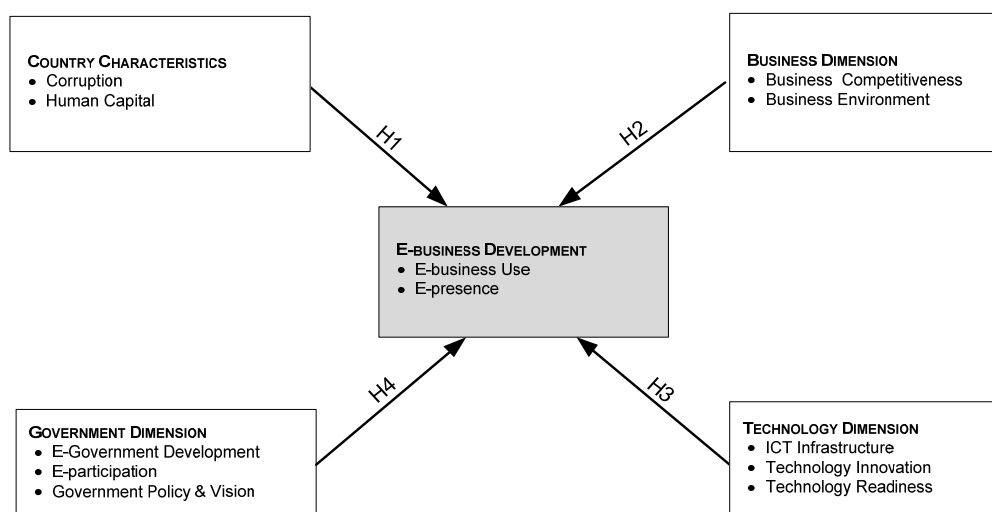 COUNTRY CHARACTERISTICS
• Corruption
• Human Capital
BUSINESS DIMENSION
• Business Competitiveness
• Business Environment
H1
H2
E-BUSINESS DEVELOPMENT
• E-business Use
• E-presence
H4
H3
GOVERNMENT DIMENSION
• E-Government Development
• E-participation
• Government Policy & Vision
TECHNOLOGY DIMENSION
• ICT Infrastructure
• Technology Innovation
• Technology Readiness